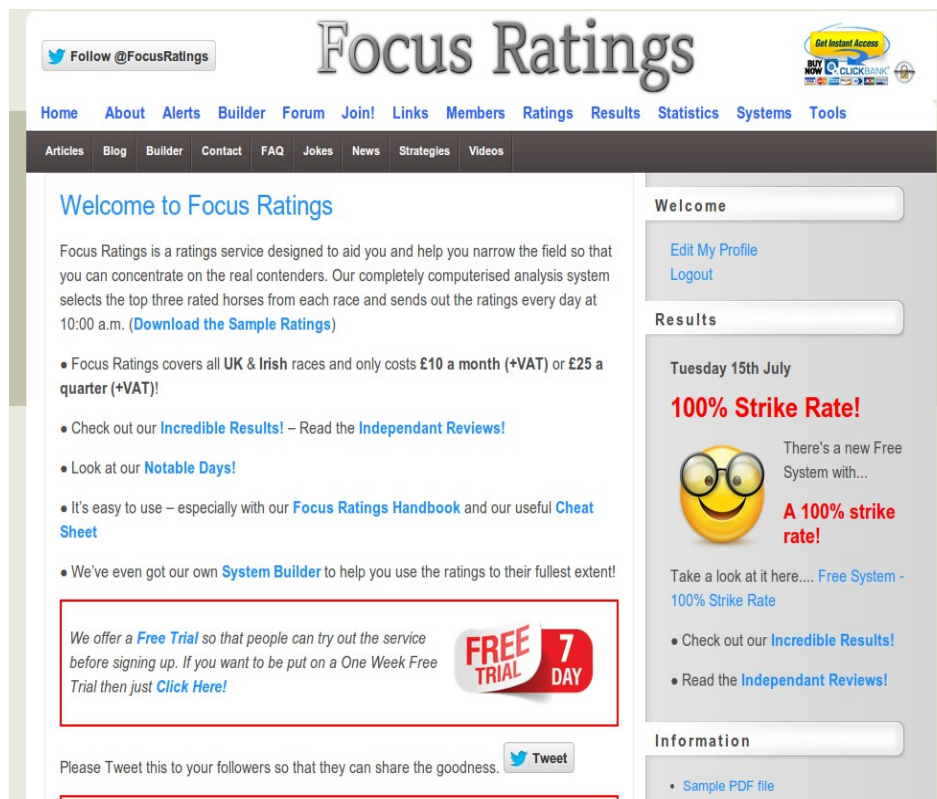 Follow @FocusRatings
Focus Ratings
Get Instant Access
BUY
NOW
CLICKBANK
Home About Alerts Builder Forum Join! Links Members Ratings Results Statistics Systems Tools
Articles Blog Builder Contact FAQ Jokes News Strategies Videos
Welcome to Focus Ratings
Focus Ratings is a ratings service designed to aid you and help you narrow the field so that
you can concentrate on the real contenders. Our completely computerised analysis system
selects the top three rated horses from each race and sends out the ratings every day at
10:00 a.m. (Download the Sample Ratings)
● Focus Ratings covers all UK & Irish races and only costs £10 a month (+VAT) or £25 a
quarter (+VAT)!
● Check out our Incredible Results! – Read the Independant Reviews!
● Look at our Notable Days!
● It's easy to use – especially with our Focus Ratings Handbook and our useful Cheat
Sheet
● We've even got our own System Builder to help you use the ratings to their fullest extent!
We offer a Free Trial so that people can try out the service
before signing up. If you want to be put on a One Week Free
Trial then just Click Here!
FREE
TRIAL
7
DAY
Please Tweet this to your followers so that they can share the goodness.
Tweet
Welcome
Edit My Profile
Logout
Results
Tuesday 15th July
100% Strike Rate!
There's a new Free
System with...
A 100% strike
rate!
Take a look at it here.... Free System -
100% Strike Rate
● Check out our Incredible Results!
● Read the Independant Reviews!
Information
• Sample PDF file